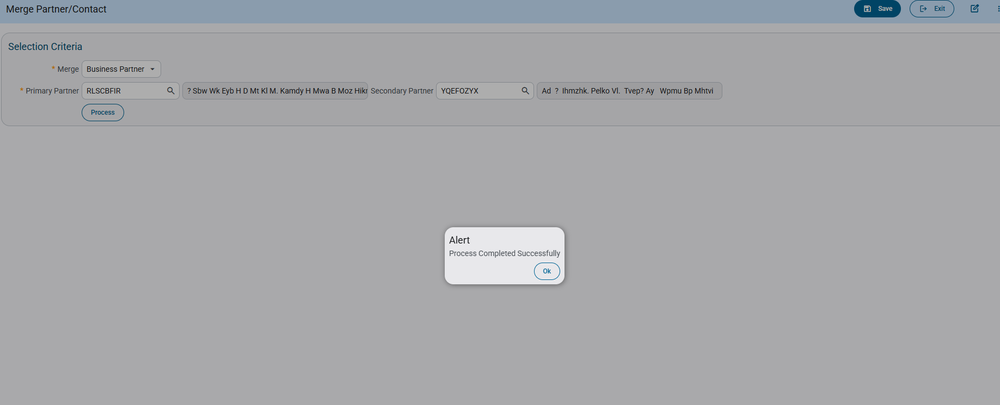 Merge Partner/Contact
Save
Exit
Selection Criteria
* Merge Business Partner
* Primary Partner RLSCBFIR ? Sbw Wk Eyb H D Mt Kl M. Kamdy H Mwa B Moz Secondary Partner YQEFOZYX Ad ? Ihmzhk. Pelko Vl. Tvep? Ay Wpmu Bp Mhtvi
Process
Alert
Process Completed Successfully
Ok